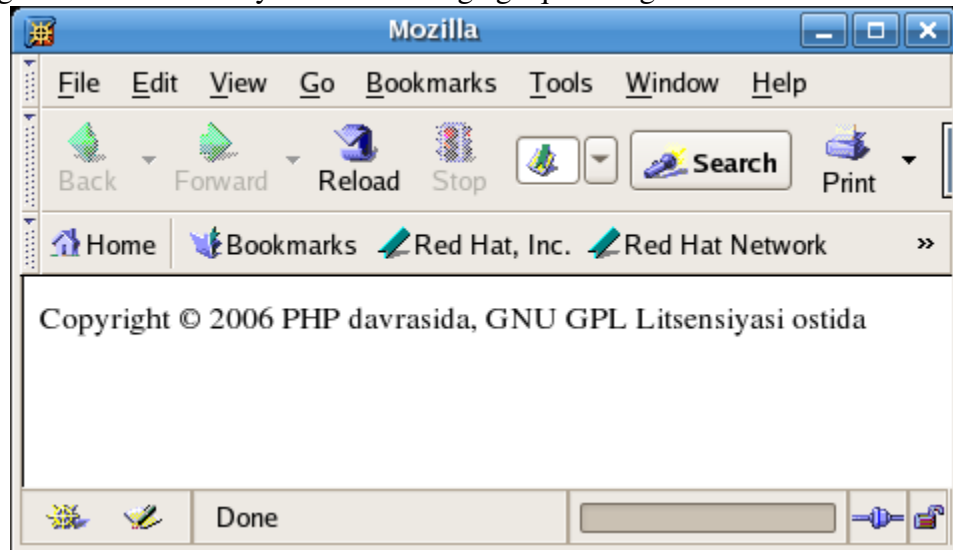 Mozilla
File Edit View Go Bookmarks Tools Window Help
Back Forward Reload Stop Search Print
Home Bookmarks Red Hat, Inc. Red Hat Network »
Copyright © 2006 PHP davrasida, GNU GPL Litsensiyasi ostida
Done